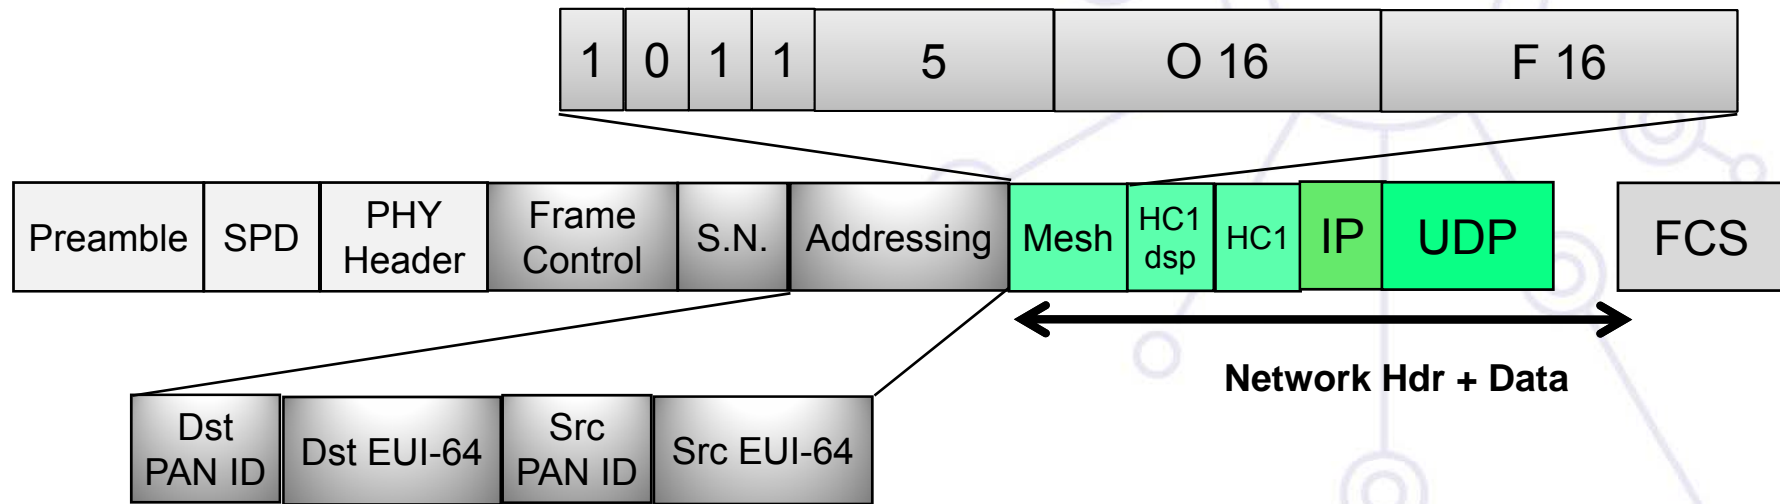 1 0 1 1 5 O 16 F 16
Preamble SPD PHY Header Frame Control S.N. Addressing Mesh HC1 dsp HC1 IP UDP FCS
Network Hdr + Data
Dst PAN ID Dst EUI-64 Src PAN ID Src EUI-64